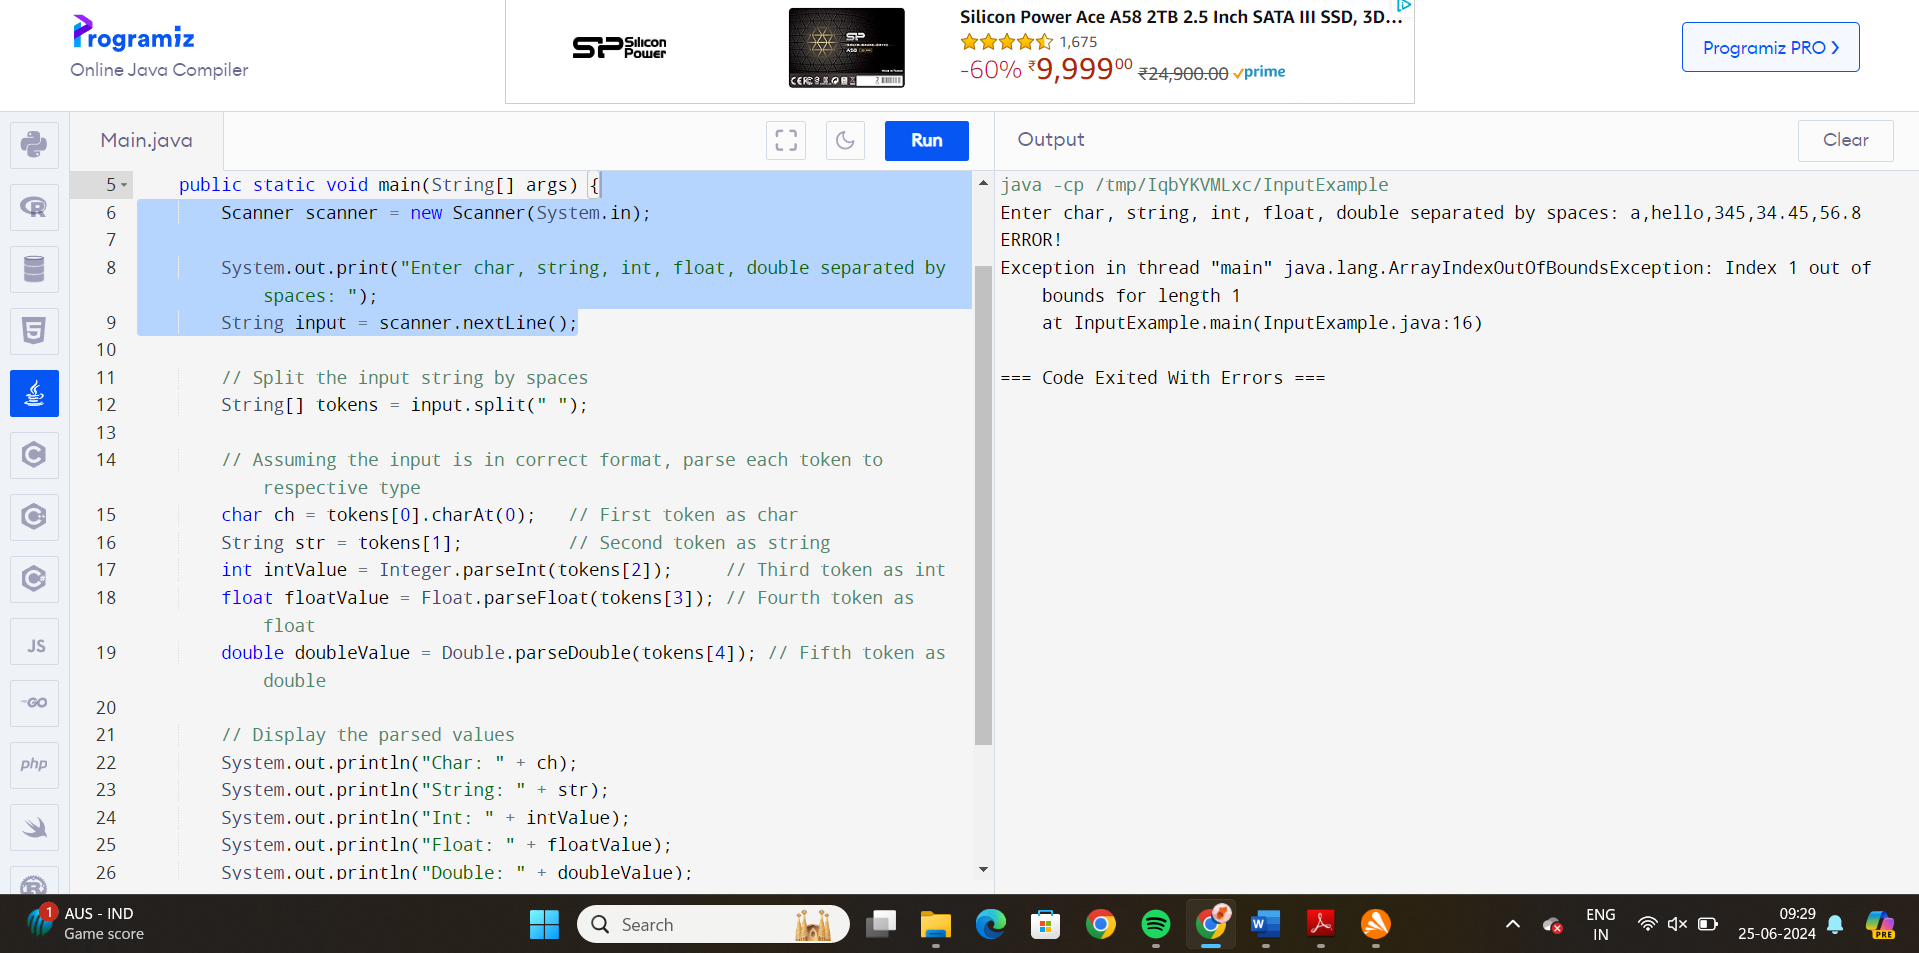 Programiz
Online Java Compiler
SP Silicon Power
SP
A58
Silicon Power Ace A58 2TB 2.5 Inch SATA III SSD, 3D...
1,675
-60% ₹9,999.00 ₹24,900.00 prime
Programiz PRO ❯
Main.java
Run
Output
Clear
5 public static void main(String[] args) {
6 Scanner scanner = new Scanner(System.in);
7
8 System.out.print("Enter char, string, int, float, double separated by
spaces: ");
9 String input = scanner.nextLine();
10
11 // Split the input string by spaces
12 String[] tokens = input.split(" ");
13
14 // Assuming the input is in correct format, parse each token to
respective type
15 char ch = tokens[0].charAt(0); // First token as char
16 String str = tokens[1]; // Second token as string
17 int intValue = Integer.parseInt(tokens[2]); // Third token as int
18 float floatValue = Float.parseFloat(tokens[3]); // Fourth token as
float
19 double doubleValue = Double.parseDouble(tokens[4]); // Fifth token as
double
20
21 // Display the parsed values
22 System.out.println("Char: " + ch);
23 System.out.println("String: " + str);
24 System.out.println("Int: " + intValue);
25 System.out.println("Float: " + floatValue);
26 System.out.println("Double: " + doubleValue);
java -cp /tmp/IqbYKVMLxc/InputExample
Enter char, string, int, float, double separated by spaces: a,hello,345,34.45,56.8
ERROR!
Exception in thread "main" java.lang.ArrayIndexOutOfBoundsException: Index 1 out of
bounds for length 1
at InputExample.main(InputExample.java:16)
=== Code Exited With Errors ===
R
5
C
C
C
JS
GO
php
R
1
AUS - IND
Game score
Search
W
ENG
IN
09:29
25-06-2024
PRE